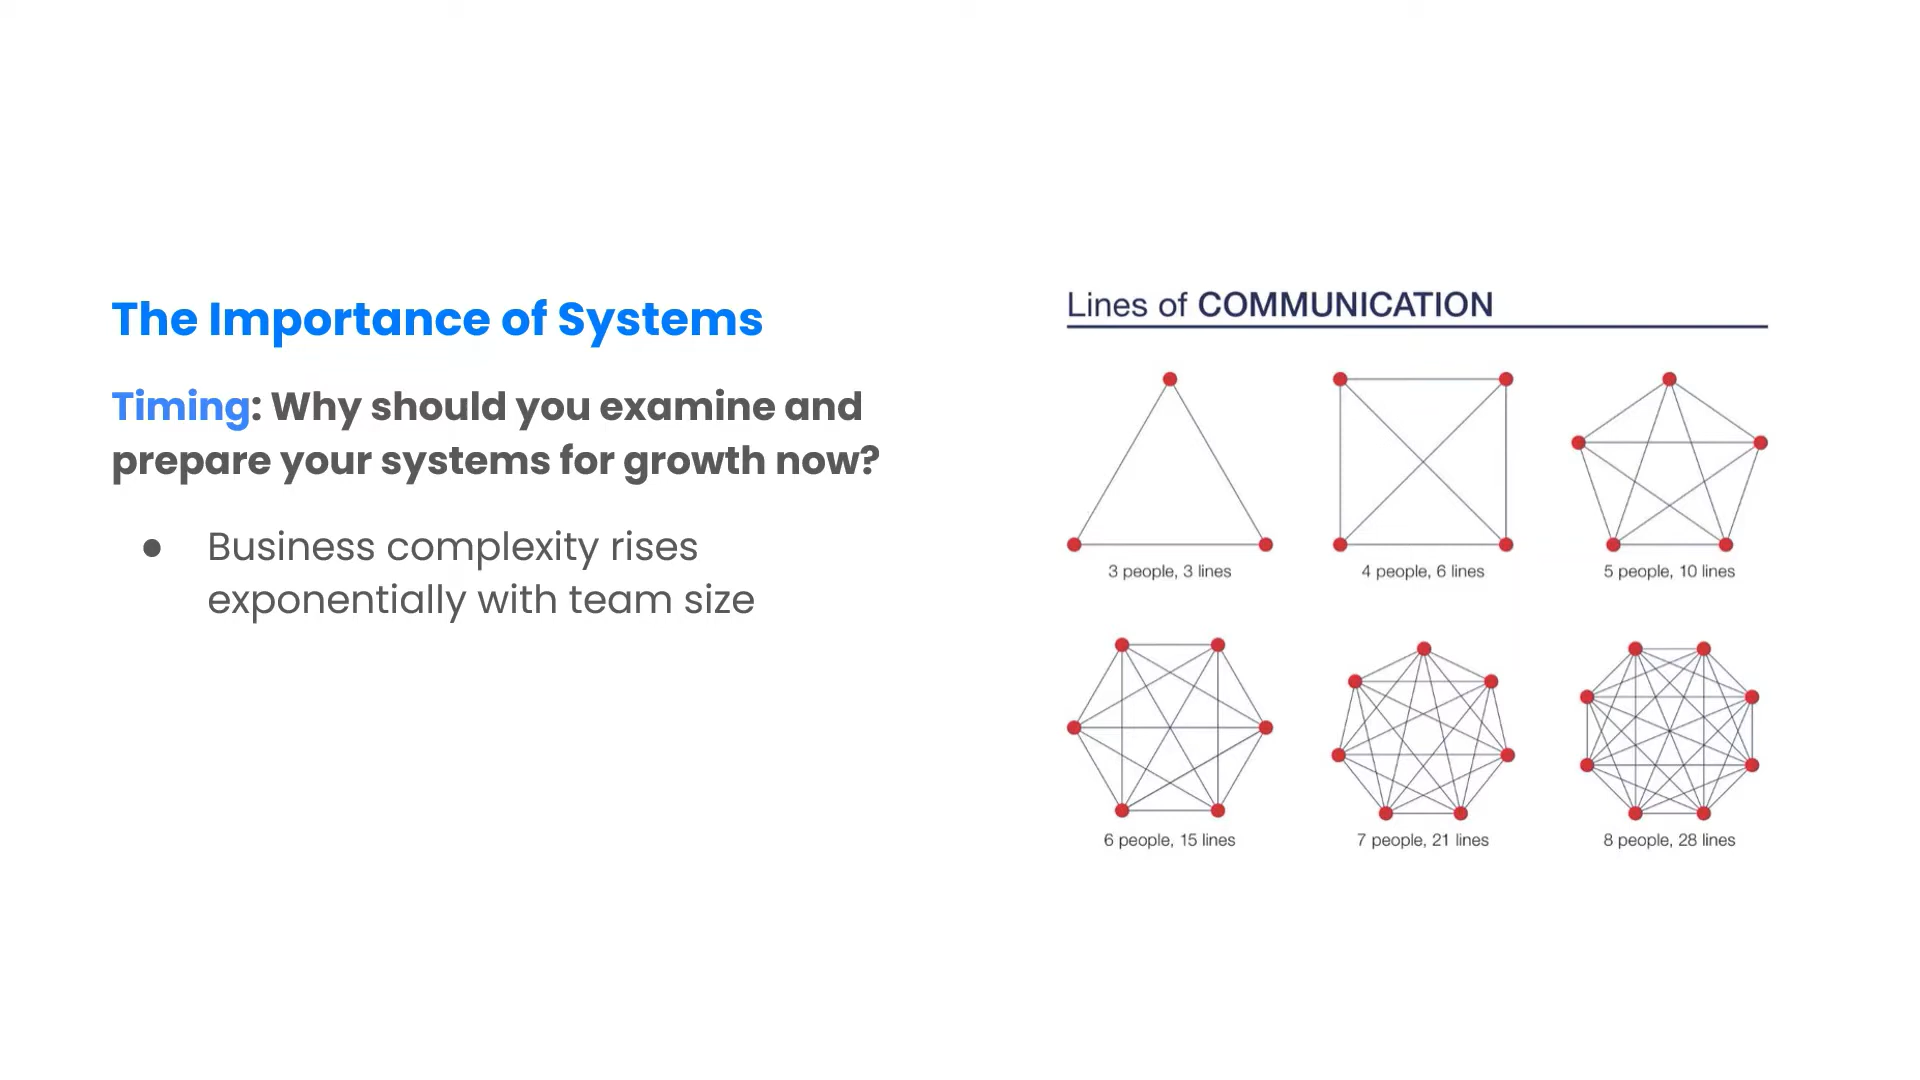 The Importance of Systems
Timing: Why should you examine and
prepare your systems for growth now?
● Business complexity rises
exponentially with team size
Lines of COMMUNICATION
3 people, 3 lines
4 people, 6 lines
5 people, 10 lines
6 people, 15 lines
7 people, 21 lines
8 people, 28 lines